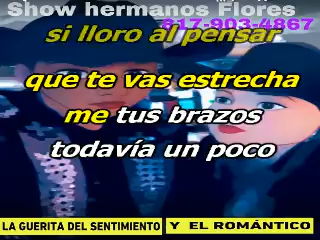 Show hermanos Flores
817-903-4867
si lloro al pensar
que te vas estrecha
me tus brazos
todavía un poco
LA GUERITA DEL SENTIMIENTO Y EL ROMÁNTICO